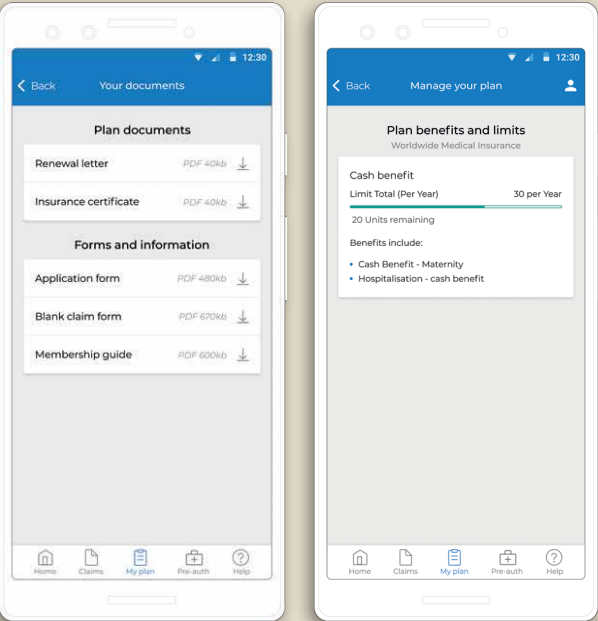 12:30
Back
Your documents
Plan documents
Renewal letter PDF 40kb
Insurance certificate PDF 40kb
Forms and information
Application form PDF 480kb
Blank claim form PDF 670kb
Membership guide PDF 600kb
Home Claims My plan Pre-auth Help
12:30
Back
Manage your plan
Plan benefits and limits
Worldwide Medical Insurance
Cash benefit
Limit Total (Per Year) 30 per Year
20 Units remaining
Benefits include:
• Cash Benefit - Maternity
• Hospitalisation - cash benefit
Home Claims My plan Pre-auth Help